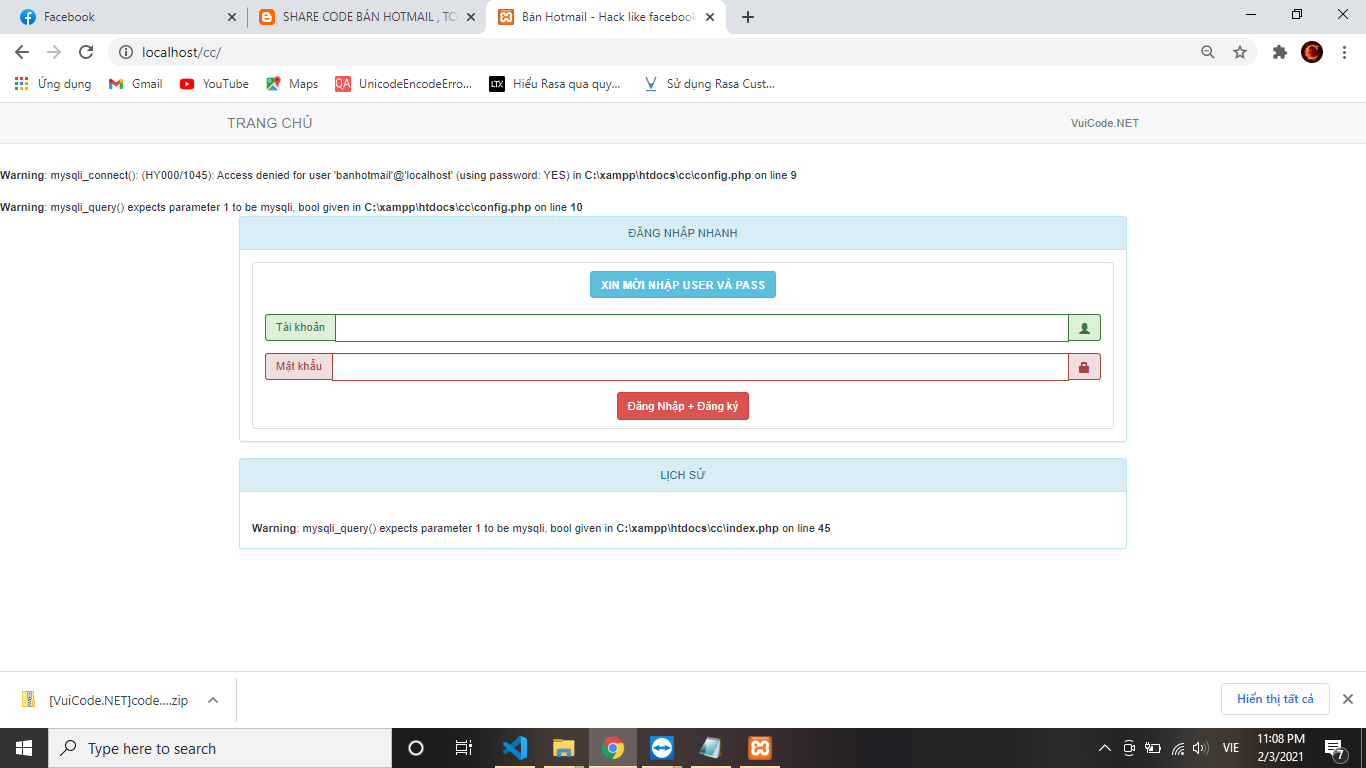 Facebook
SHARE CODE BÁN HOTMAIL , TO
Bán Hotmail - Hack like facebook
localhost/cc/
Ứng dụng
Gmail
YouTube
Maps
QA UnicodeEncodeErro...
LTX Hiểu Rasa qua quy...
Sử dụng Rasa Cust...
TRANG CHỦ
VuiCode.NET
Warning: mysqli_connect(): (HY000/1045): Access denied for user 'banhotmail'@'localhost' (using password: YES) in C:\xampp\htdocs\cc\config.php on line 9
Warning: mysqli_query() expects parameter 1 to be mysqli, bool given in C:\xampp\htdocs\cc\config.php on line 10
ĐĂNG NHẬP NHANH
XIN MỜI NHẬP USER VÀ PASS
Tài khoản
Mật khẩu
Đăng Nhập + Đăng ký
LỊCH SỬ
Warning: mysqli_query() expects parameter 1 to be mysqli, bool given in C:\xampp\htdocs\cc\index.php on line 45
[VuiCode.NET]code....zip
Hiển thị tất cả
Type here to search
VIE
11:08 PM
2/3/2021
7